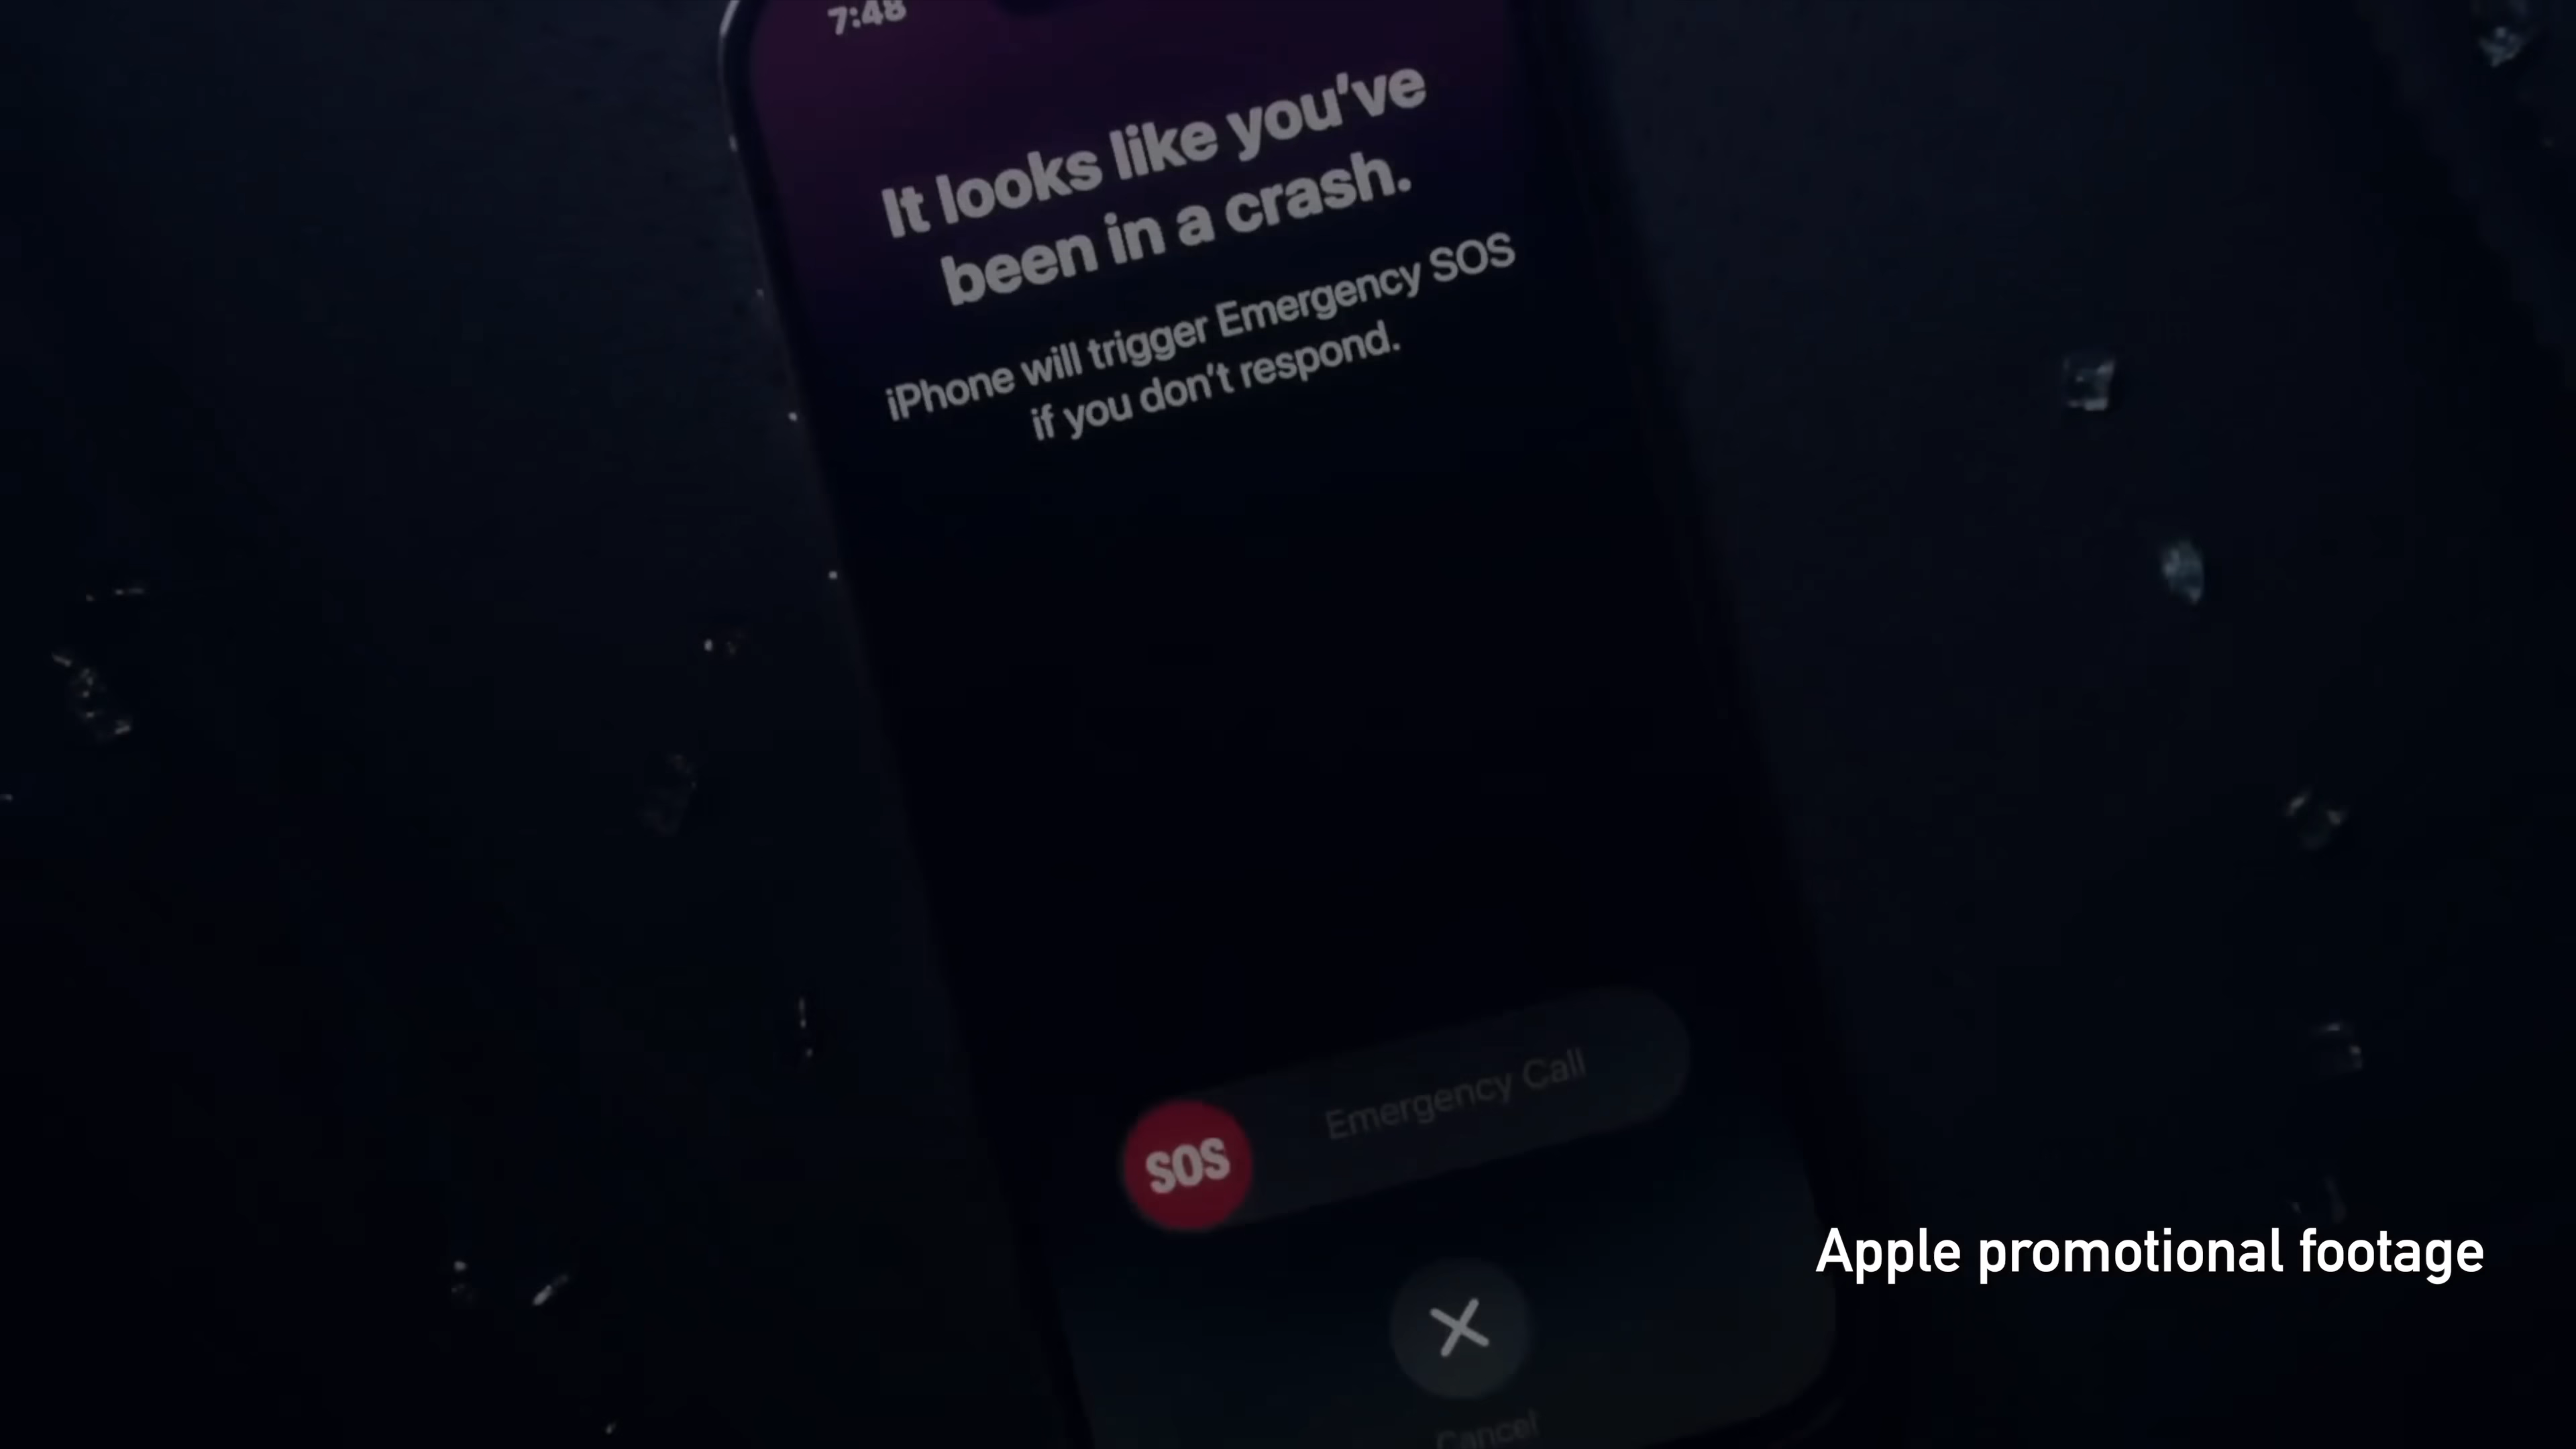 7:48
It looks like you've
been in a crash.
iPhone will trigger Emergency SOS
if you don't respond.
Emergency Call
SOS
Apple promotional footage
Cancel